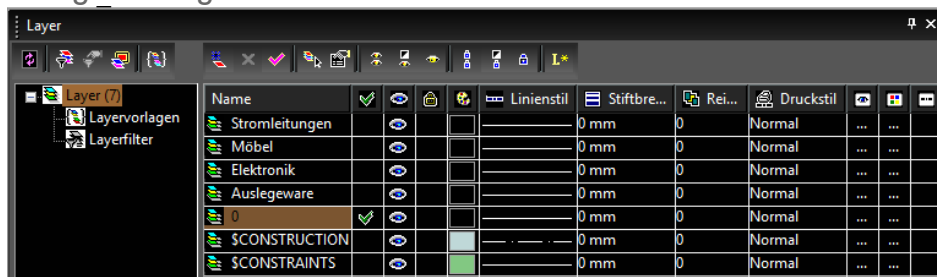 Layer
L*
Layer (7)
Layervorlagen
Layerfilter
Name Linienstil Stiftbre... Rei... Druckstil
Stromleitungen 0 mm 0 Normal ... ...
Möbel 0 mm 0 Normal ... ...
Elektronik 0 mm 0 Normal ... ...
Auslegeware 0 mm 0 Normal ... ...
0 0 mm 0 Normal ... ...
$CONSTRUCTION 0 mm 0 Normal ... ...
$CONSTRAINTS 0 mm 0 Normal ... ...